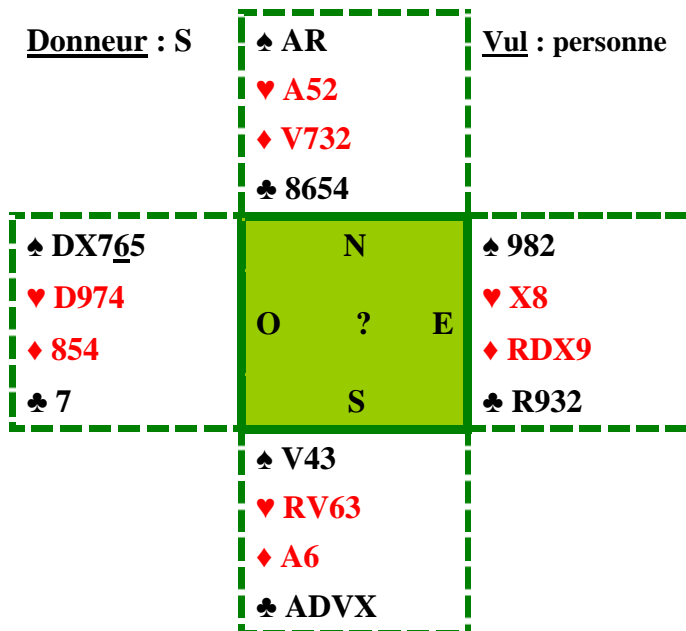 Donneur : S
♠ AR
Vul : personne
♥ A52
♦ V732
♣ 8654
♠ DX765
N
♠ 982
♥ D974
♥ X8
O ? E
♦ 854
♦ RDX9
♣ 7
S
♣ R932
♠ V43
♥ RV63
♦ A6
♣ ADVX